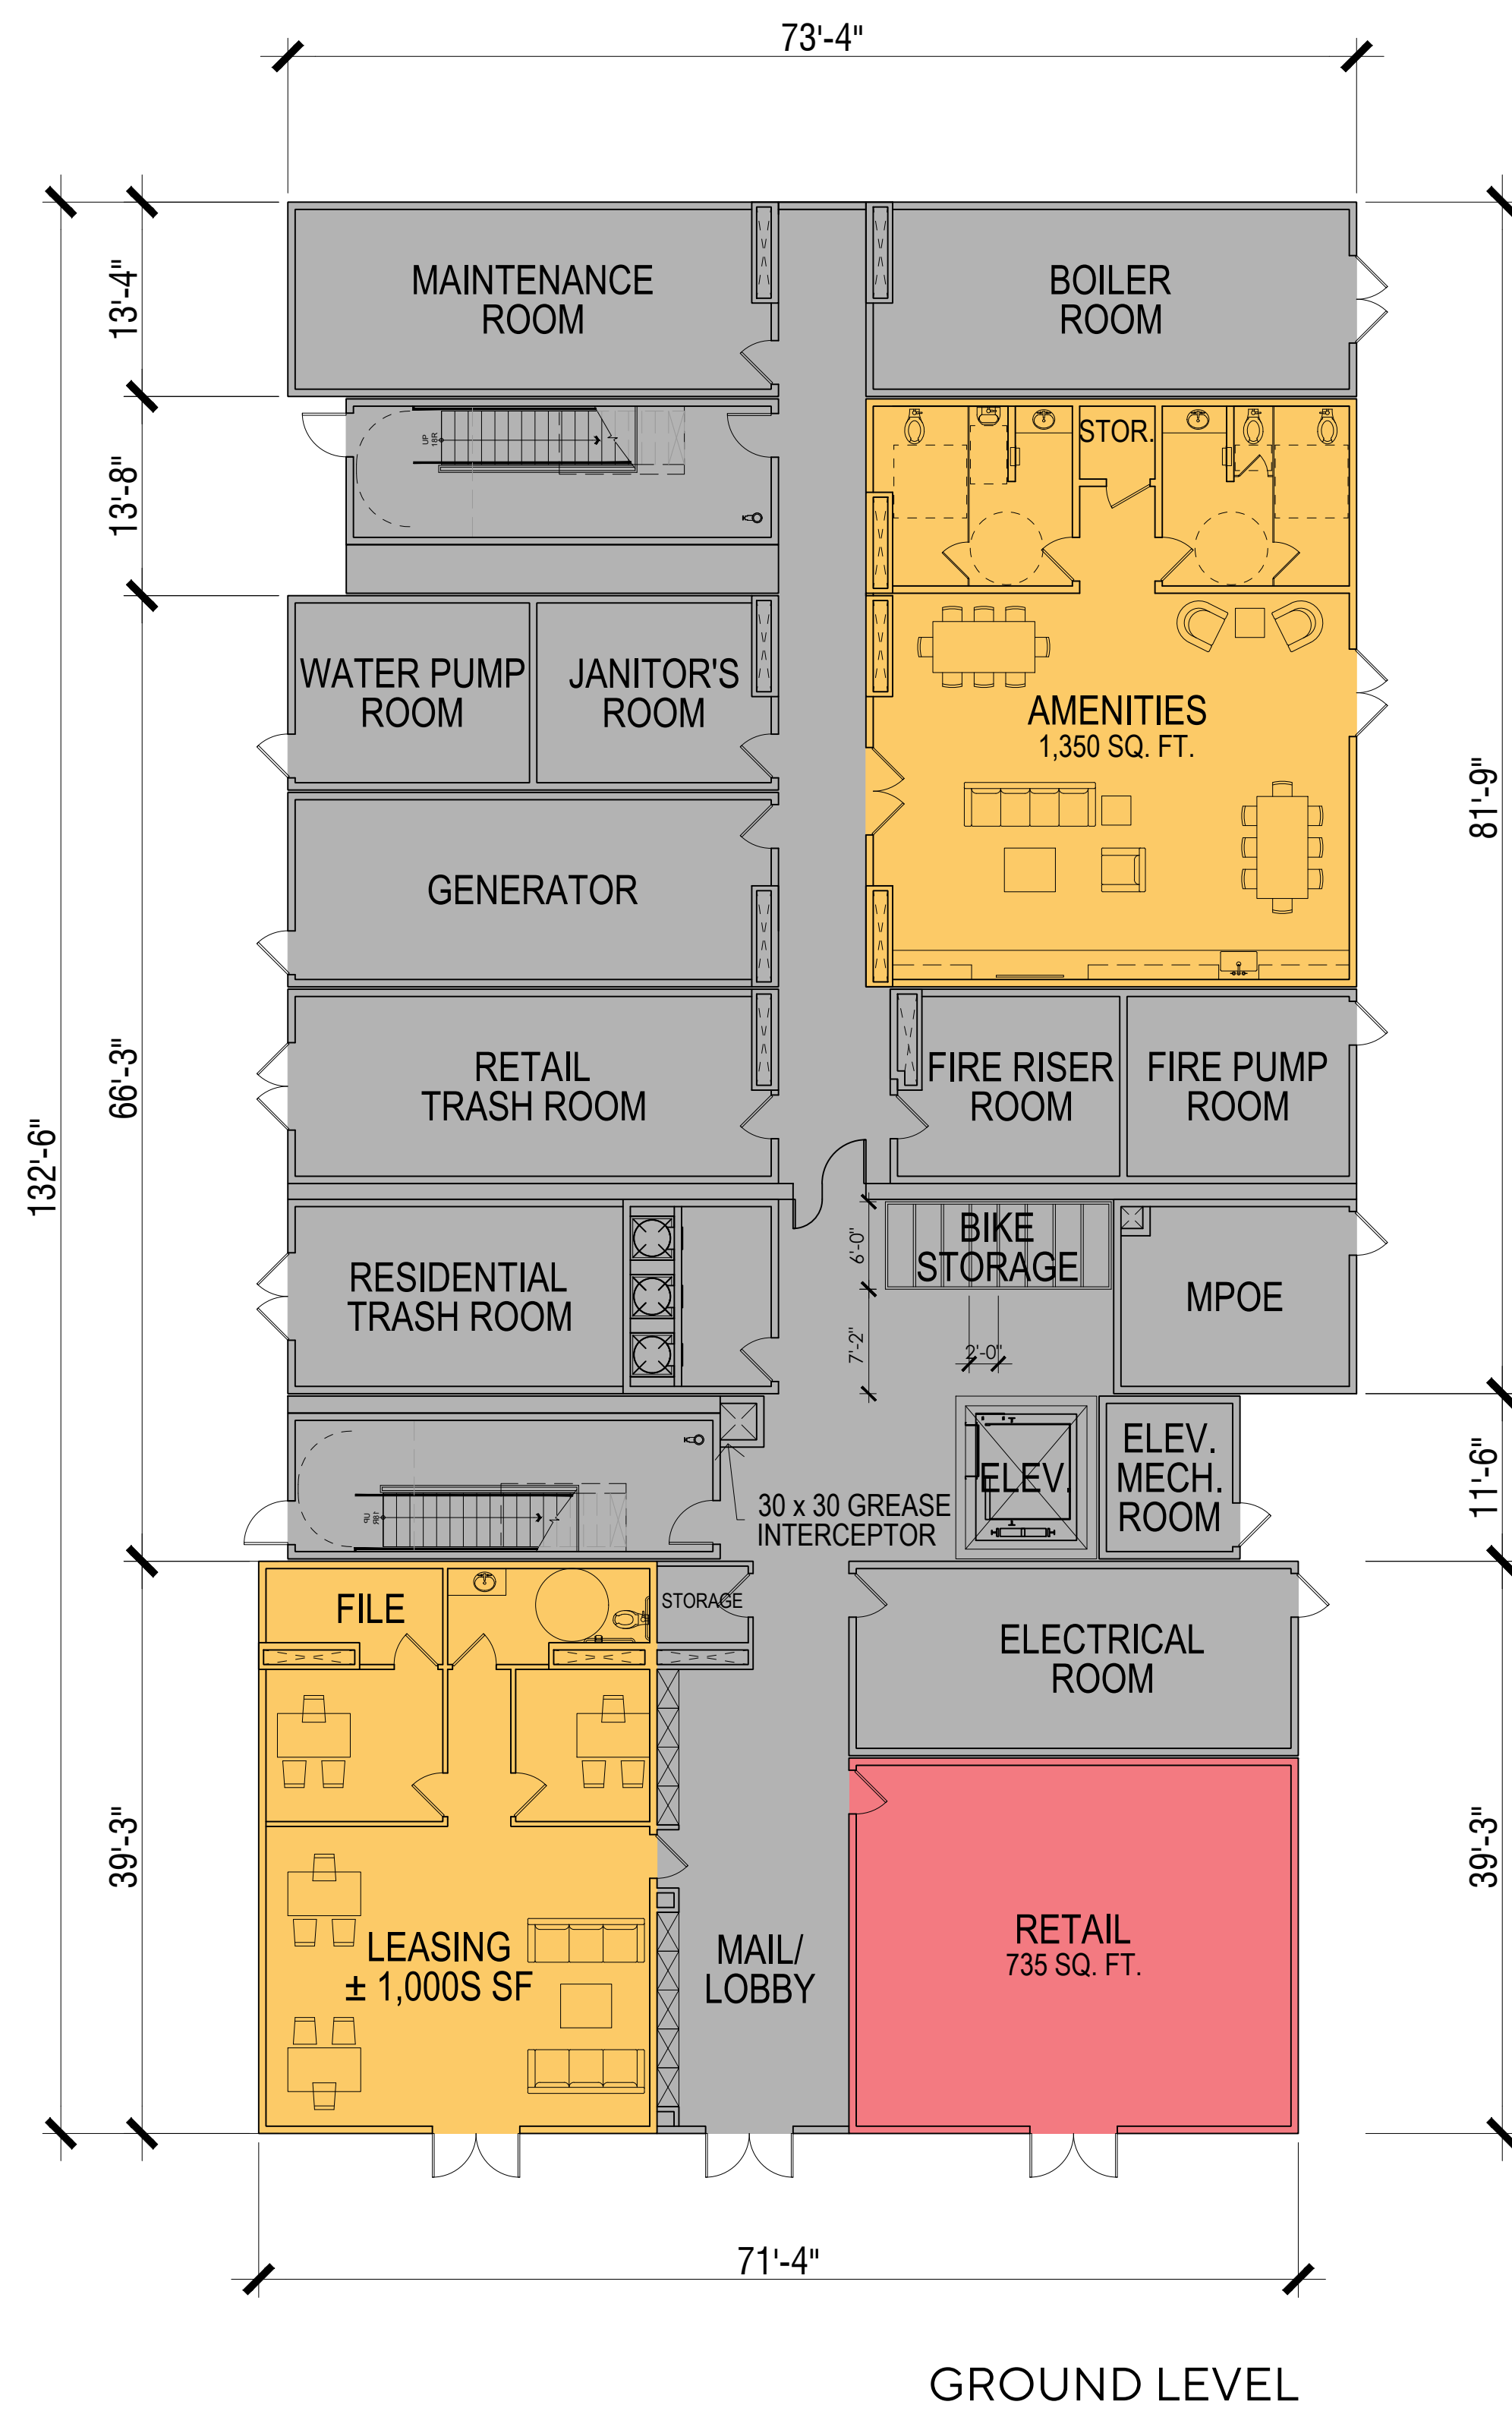 73'-4"
13'-4"
MAINTENANCE
ROOM
BOILER
ROOM
13'-8"
UP
18R
STOR.
WATER PUMP
ROOM
JANITOR'S
ROOM
AMENITIES
1,350 SQ. FT.
81'-9"
GENERATOR
66'-3"
132'-6"
RETAIL
TRASH ROOM
FIRE RISER
ROOM
FIRE PUMP
ROOM
RESIDENTIAL
TRASH ROOM
6'-0"
BIKE
STORAGE
MPOE
7'-2"
2'-0"
UP
18R
30 x 30 GREASE
INTERCEPTOR
ELEV.
ELEV.
MECH.
ROOM
11'-6"
FILE
STORAGE
ELECTRICAL
ROOM
39'-3"
LEASING
± 1,000S SF
MAIL/
LOBBY
RETAIL
735 SQ. FT.
39'-3"
71'-4"
GROUND LEVEL